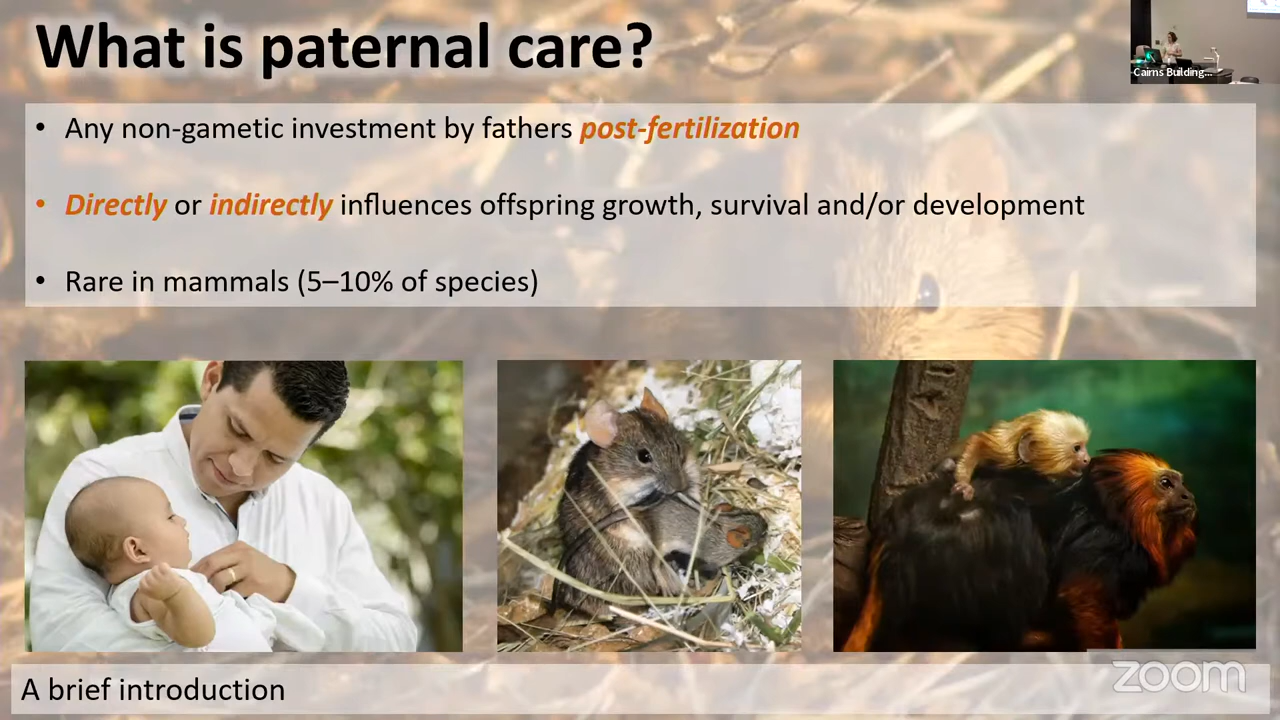 What is paternal care?
Cairns Building...
• Any non-gametic investment by fathers post-fertilization
• Directly or indirectly influences offspring growth, survival and/or development
• Rare in mammals (5–10% of species)
A brief introduction
zoom